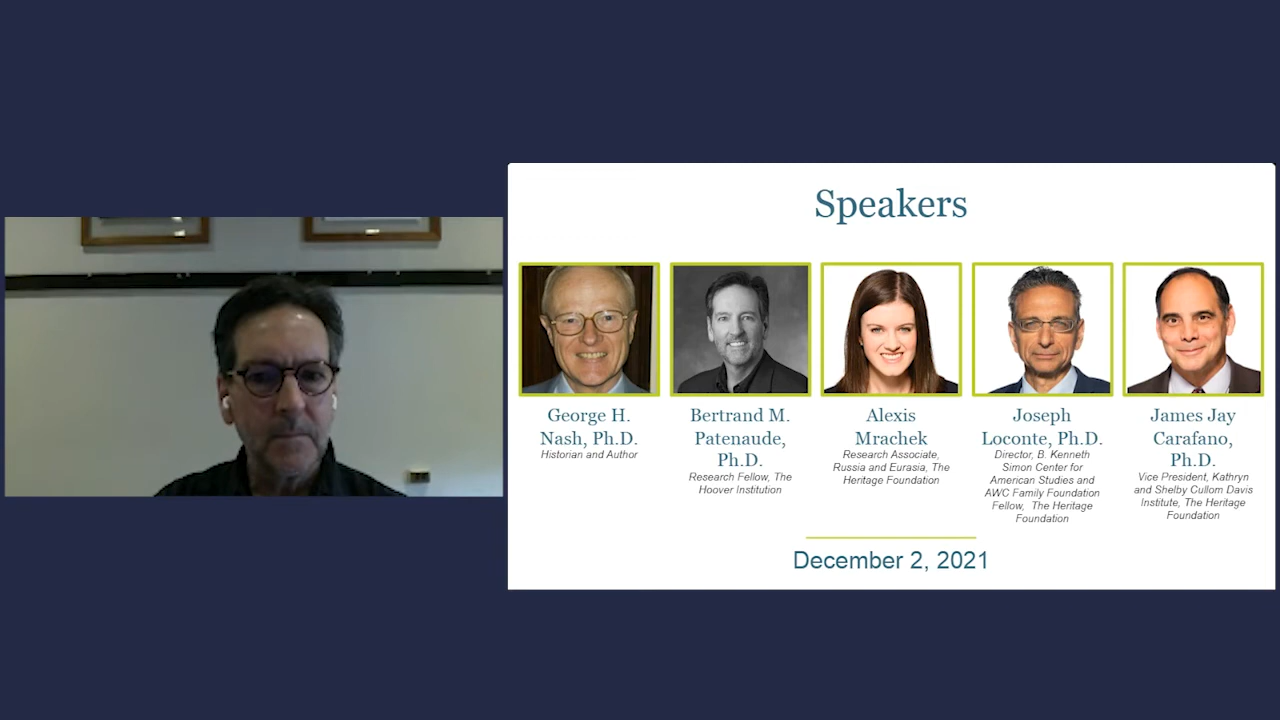 Speakers
George H.
Nash, Ph.D.
Historian and Author
Bertrand M.
Patenaude,
Ph.D.
Research Fellow, The
Hoover Institution
Alexis
Mrachek
Research Associate,
Russia and Eurasia, The
Heritage Foundation
Joseph
Loconte, Ph.D.
Director, B. Kenneth
Simon Center for
American Studies and
AWC Family Foundation
Fellow, The Heritage
Foundation
James Jay
Carafano,
Ph.D.
Vice President, Kathryn
and Shelby Cullom Davis
Institute, The Heritage
Foundation
December 2, 2021